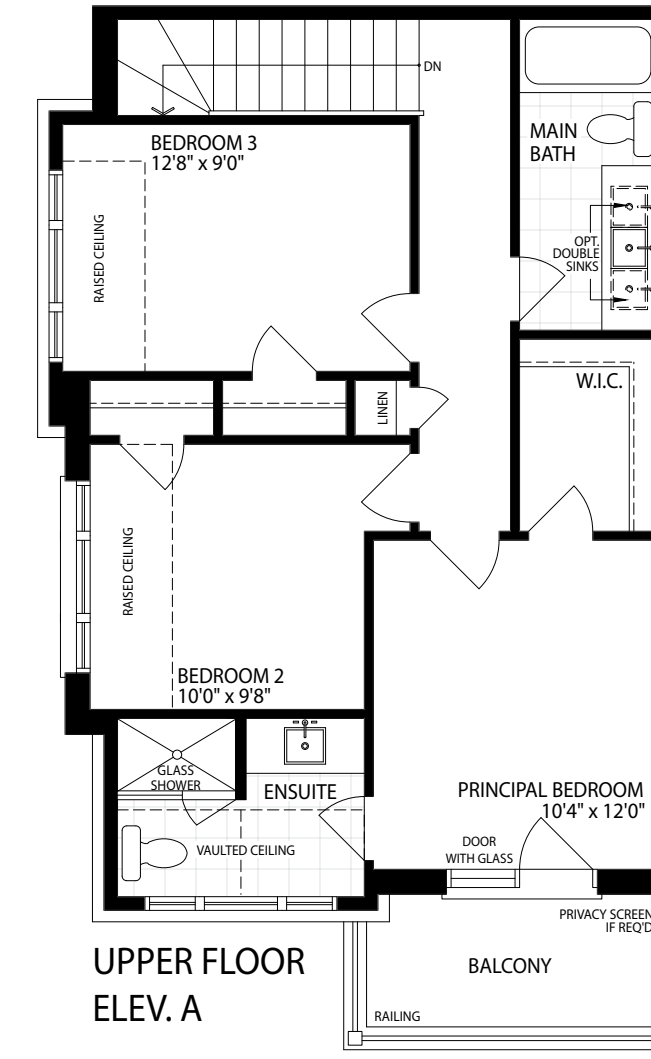 DN
BEDROOM 3
12'8" x 9'0"
MAIN
BATH
RAISED CEILING
OPT.
DOUBLE
SINKS
W.I.C.
LINEN
RAISED CEILING
BEDROOM 2
10'0" x 9'8"
GLASS
SHOWER
ENSUITE
PRINCIPAL BEDROOM
10'4" x 12'0"
VAULTED CEILING
DOOR
WITH GLASS
PRIVACY SCREEN
IF REQ'D
UPPER FLOOR
ELEV. A
BALCONY
RAILING